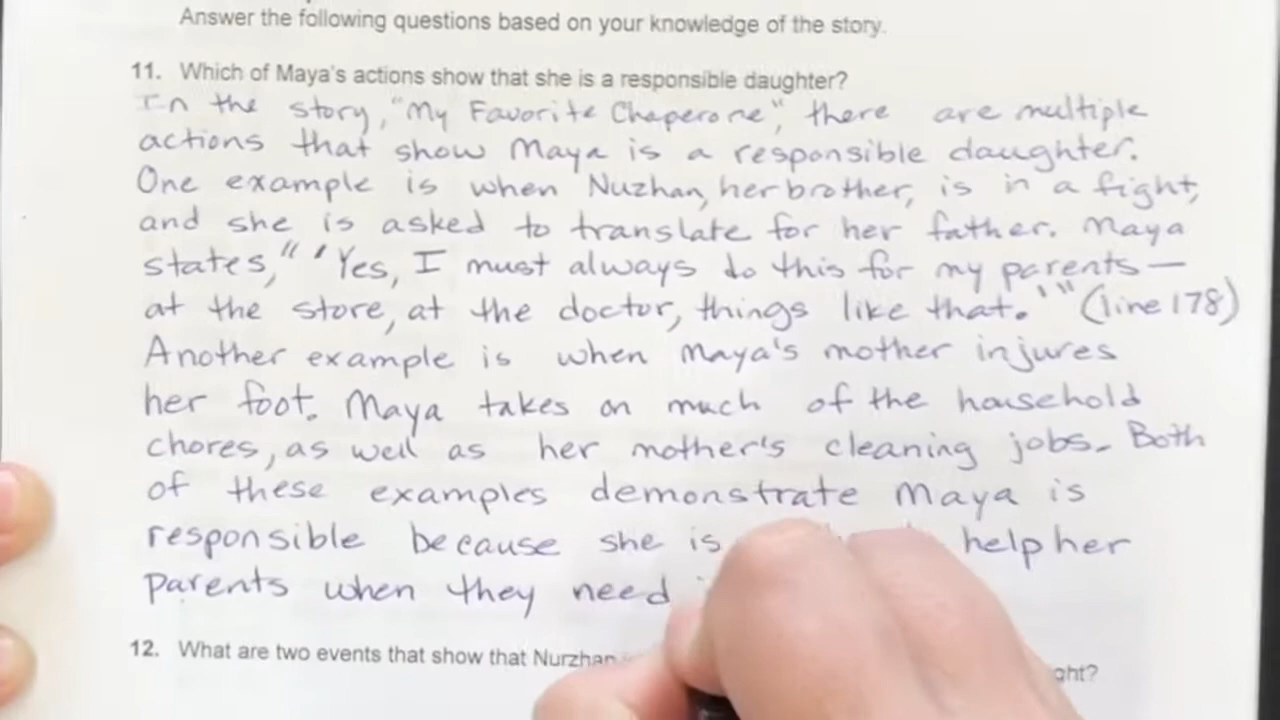 Answer the following questions based on your knowledge of the story.
11. Which of Maya's actions show that she is a responsible daughter?
In the story, "My Favorite Chaperone", there are multiple
actions that show Maya is a responsible daughter.
One example is when Nuzhan, her brother, is in a fight,
and she is asked to translate for her father. Maya
states, " 'Yes, I must always do this for my parents—
at the store, at the doctor, things like that.'" (line 178)
Another example is when Maya's mother injures
her foot. Maya takes on much of the household
chores, as well as her mother's cleaning jobs. Both
of these examples demonstrate Maya is
responsible because she is help her
parents when they need
12. What are two events that show that Nurzhan